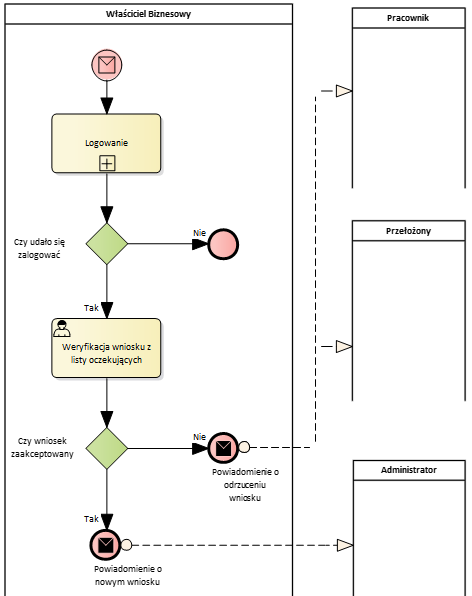 Właściciel Biznesowy
Pracownik
Logowanie
Czy udało się
zalogować
Nie
Przełożony
Tak
Weryfikacja wniosku z
listy oczekujących
Czy wniosek
zaakceptowany
Nie
Powiadomienie o
odrzuceniu
wniosku
Administrator
Tak
Powiadomienie o
nowym wniosku